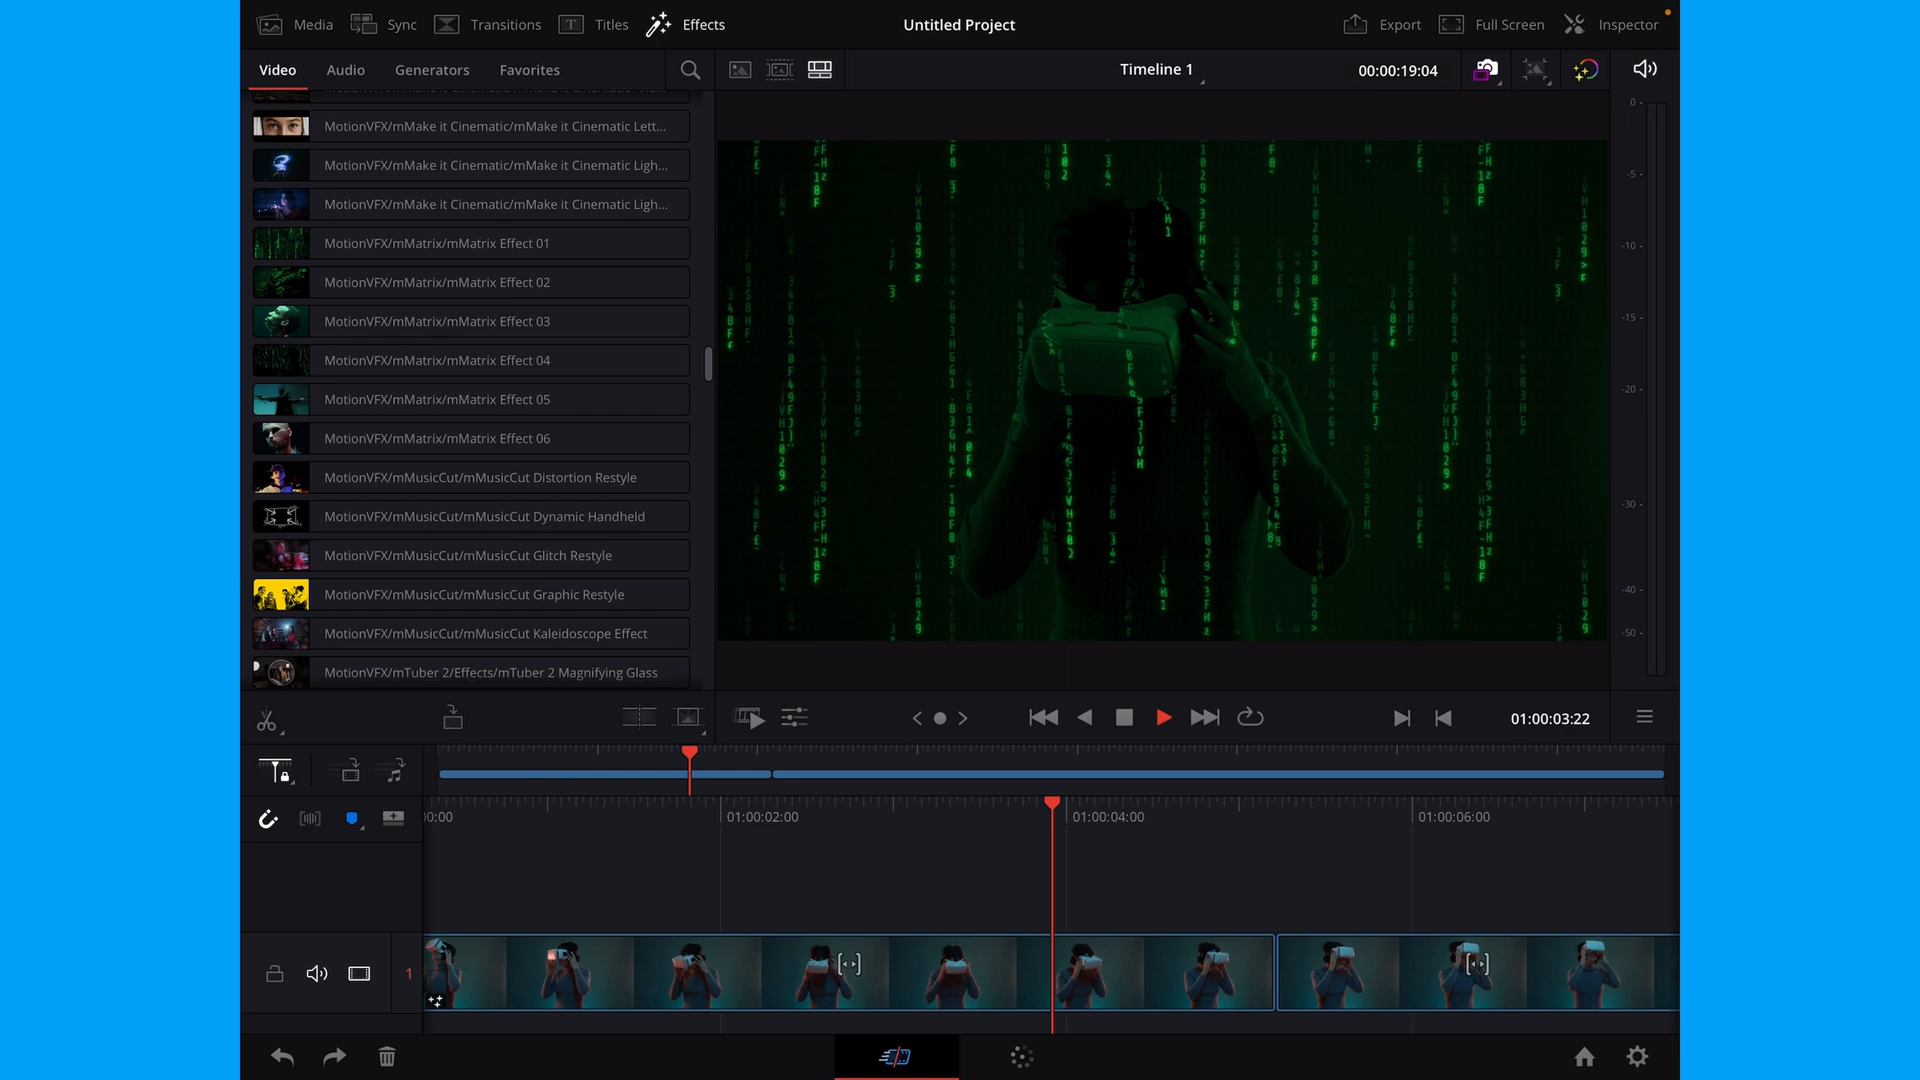 Media Sync Transitions Titles Effects Untitled Project Export Full Screen Inspector
Video Audio Generators Favorites Timeline 1 00:00:19:04
MotionVFX/mMake it Cinematic/mMake it Cinematic Lett...
MotionVFX/mMake it Cinematic/mMake it Cinematic Ligh...
MotionVFX/mMake it Cinematic/mMake it Cinematic Ligh...
MotionVFX/mMatrix/mMatrix Effect 01
MotionVFX/mMatrix/mMatrix Effect 02
MotionVFX/mMatrix/mMatrix Effect 03
MotionVFX/mMatrix/mMatrix Effect 04
MotionVFX/mMatrix/mMatrix Effect 05
MotionVFX/mMatrix/mMatrix Effect 06
MotionVFX/mMusicCut/mMusicCut Distortion Restyle
MotionVFX/mMusicCut/mMusicCut Dynamic Handheld
MotionVFX/mMusicCut/mMusicCut Glitch Restyle
MotionVFX/mMusicCut/mMusicCut Graphic Restyle
MotionVFX/mMusicCut/mMusicCut Kaleidoscope Effect
MotionVFX/mTuber 2/Effects/mTuber 2 Magnifying Glass
0
-5
-10
-15
-20
-30
-40
-50
01:00:03:22
00:00 01:00:02:00 01:00:04:00 01:00:06:00
1